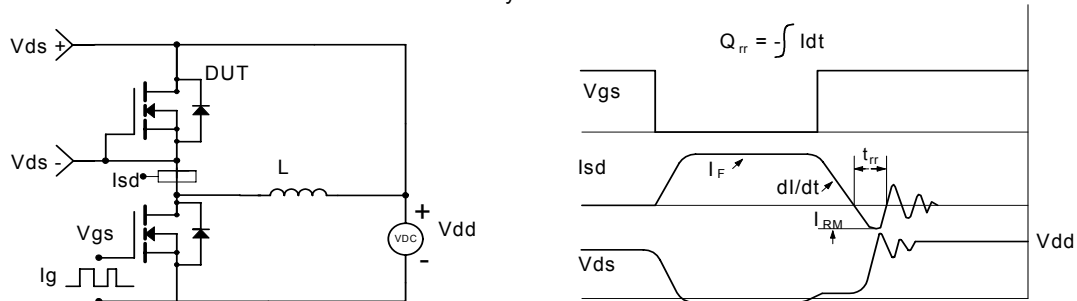 Vds +
DUT
Vds -
Isd
L
Vgs
Ig
+
VDC
-
Vdd
Q rr = - ∫ Idt
Vgs
Isd
I F
dI/dt
t rr
I RM
Vdd
Vds